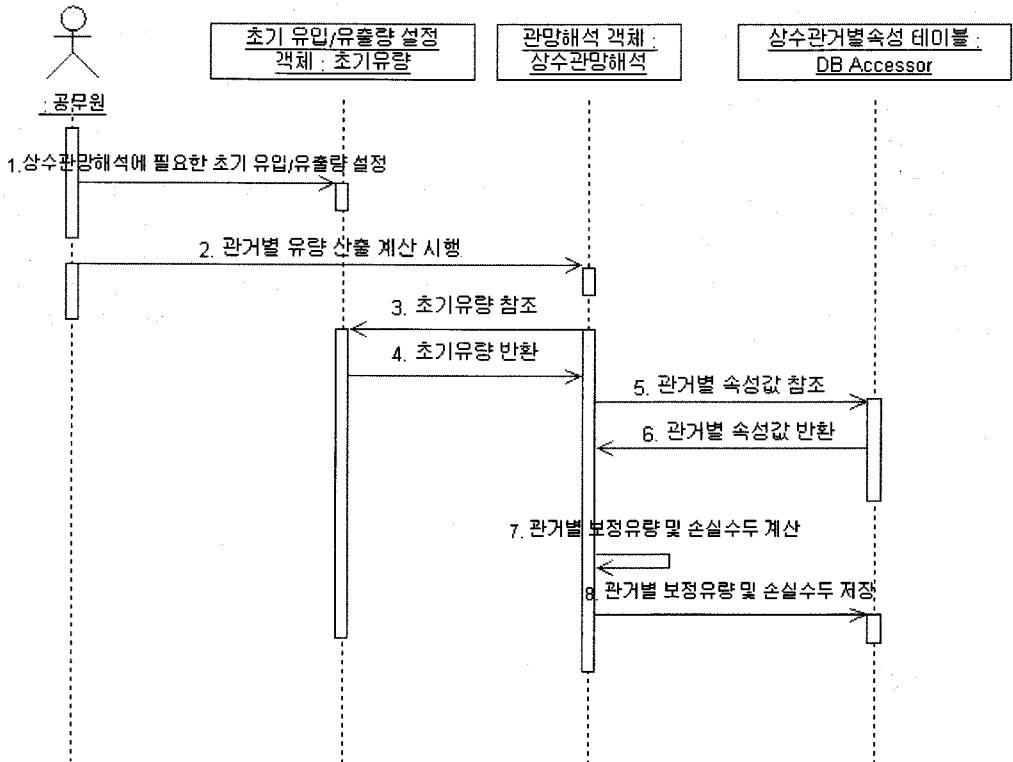 초기 유입/유출량 설정
객체 : 초기유량
관망해석 객체 :
상수관망해석
상수관거별속성 테이블 :
DB Accessor
: 공무원
1.상수관망해석에 필요한 초기 유입/유출량 설정
2. 관거별 유량 산출 계산 시행
3. 초기유량 참조
4. 초기유량 반환
5. 관거별 속성값 참조
6. 관거별 속성값 반환
7. 관거별 보정유량 및 손실수두 계산
8. 관거별 보정유량 및 손실수두 저장